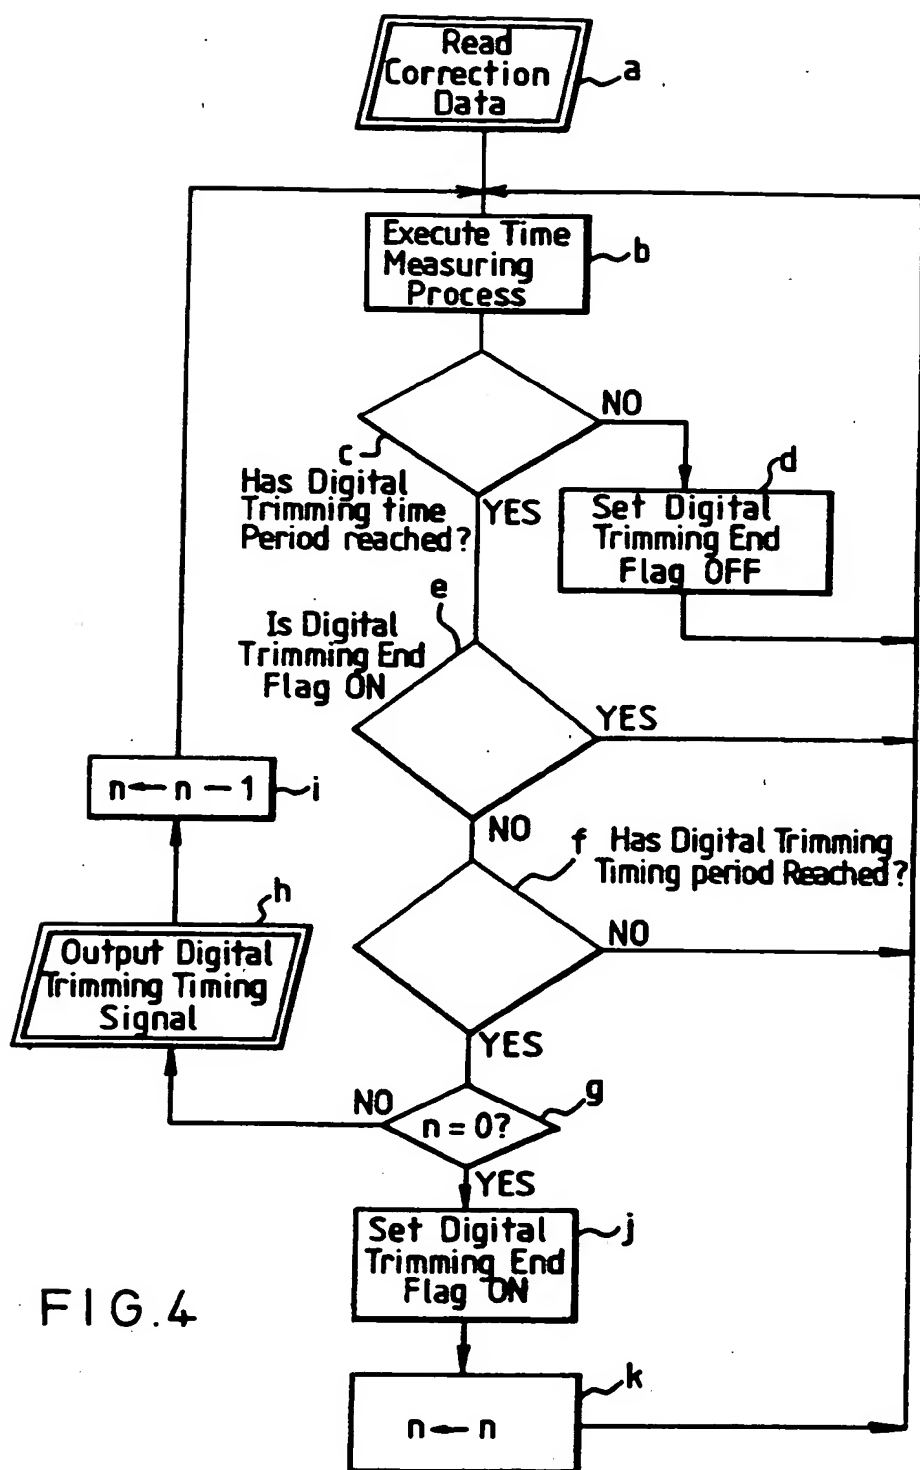 Read
Correction
Data
a
Execute Time
Measuring
Process
b
NO
c
Has Digital
Trimming time
Period reached?
YES
d
Set Digital
Trimming End
Flag OFF
e
Is Digital
Trimming End
Flag ON
YES
n ← n - 1
i
NO
f Has Digital Trimming
Timing period Reached?
h
Output Digital
Trimming Timing
Signal
NO
YES
NO
n = 0?
g
YES
Set Digital
Trimming End
Flag ON
j
FIG.4
k
n ← n